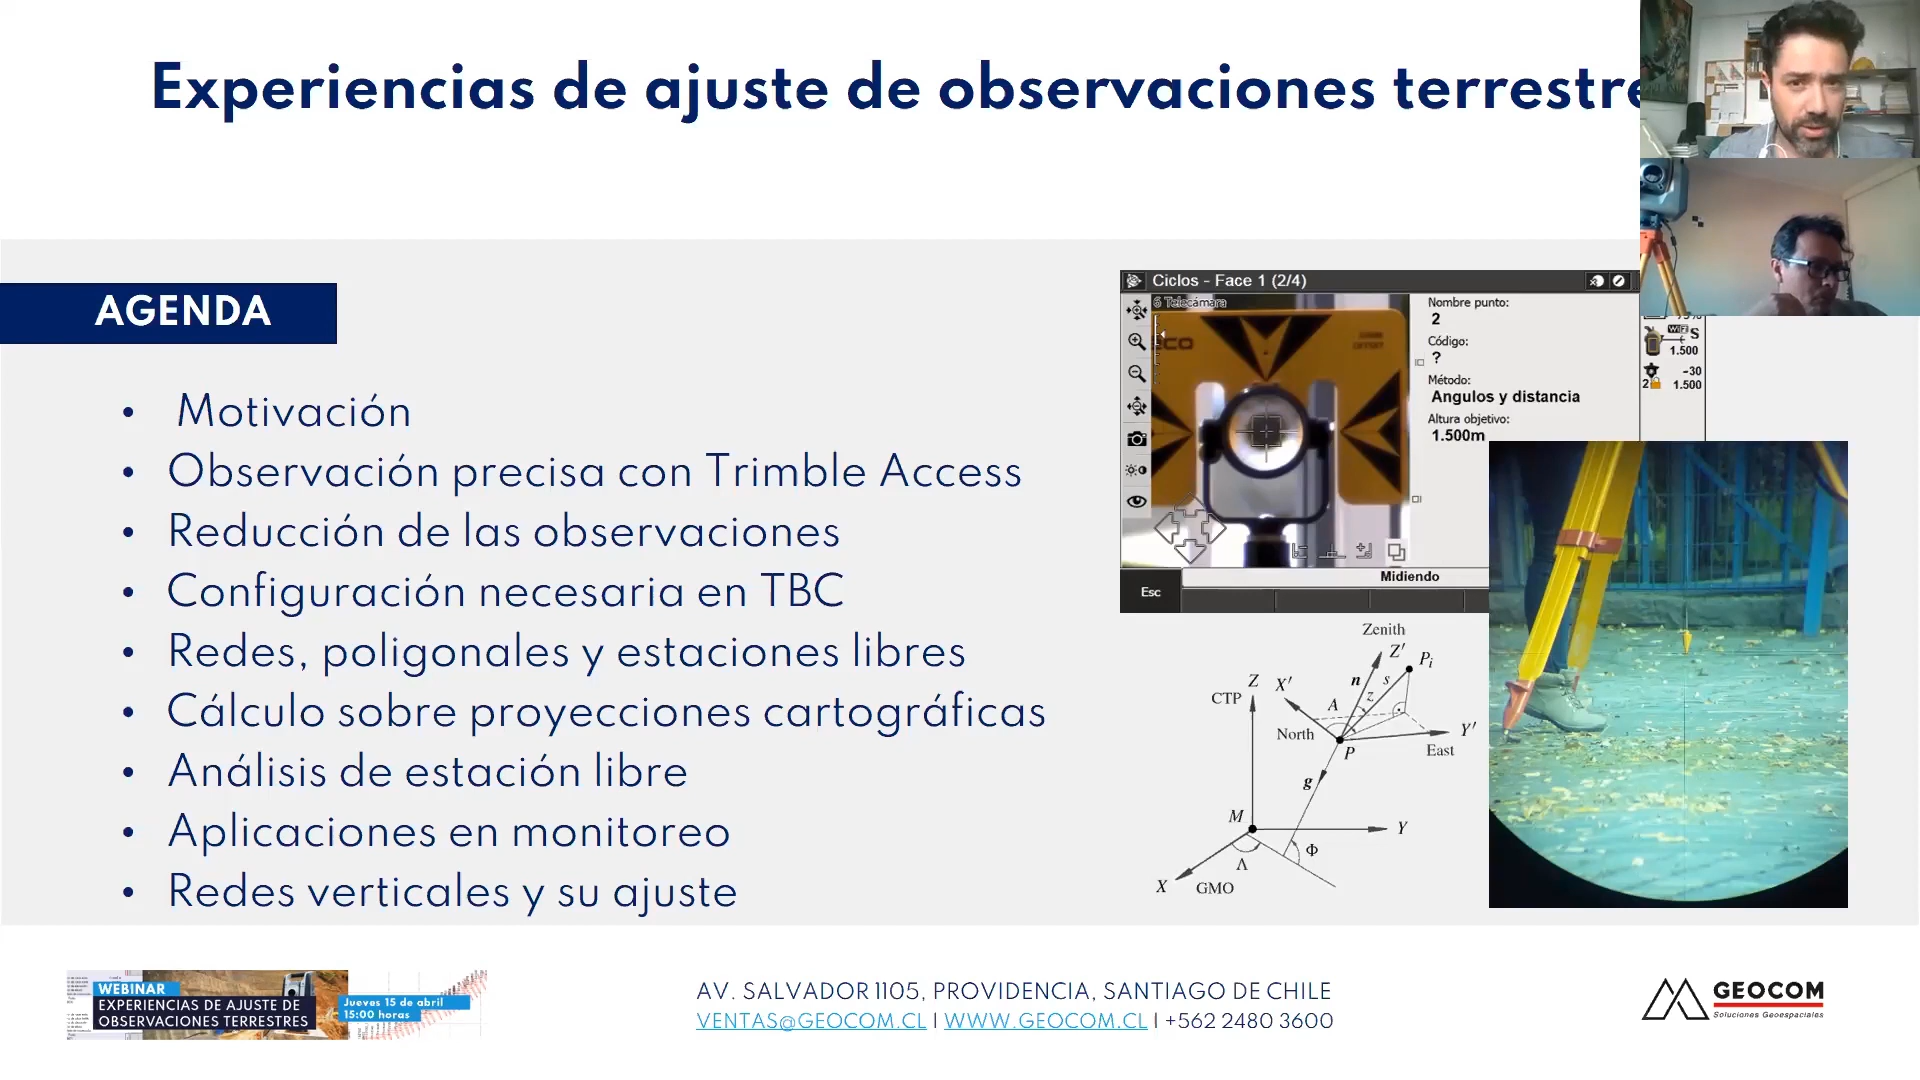 Experiencias de ajuste de observaciones terrestre
AGENDA
• Motivación
• Observación precisa con Trimble Access
• Reducción de las observaciones
• Configuración necesaria en TBC
• Redes, poligonales y estaciones libres
• Cálculo sobre proyecciones cartográficas
• Análisis de estación libre
• Aplicaciones en monitoreo
• Redes verticales y su ajuste
Ciclos - Face 1 (2/4)
6 Telecámara
Nombre punto:
2
Código:
?
Método:
Angulos y distancia
Altura objetivo:
1.500m
Midiendo
Esc
S
1.500
-30
2
1.500
Zenith
Z'
Pi
n
s
Z
X'
CTP
A
z
North
Y'
P
East
g
M
Y
Φ
Λ
X
GMO
WEBINAR
EXPERIENCIAS DE AJUSTE DE
OBSERVACIONES TERRESTRES
Jueves 15 de abril
15:00 horas
AV. SALVADOR 1105, PROVIDENCIA, SANTIAGO DE CHILE
VENTAS@GEOCOM.CL | WWW.GEOCOM.CL | +562 2480 3600
GEOCOM
Soluciones Geoespaciales